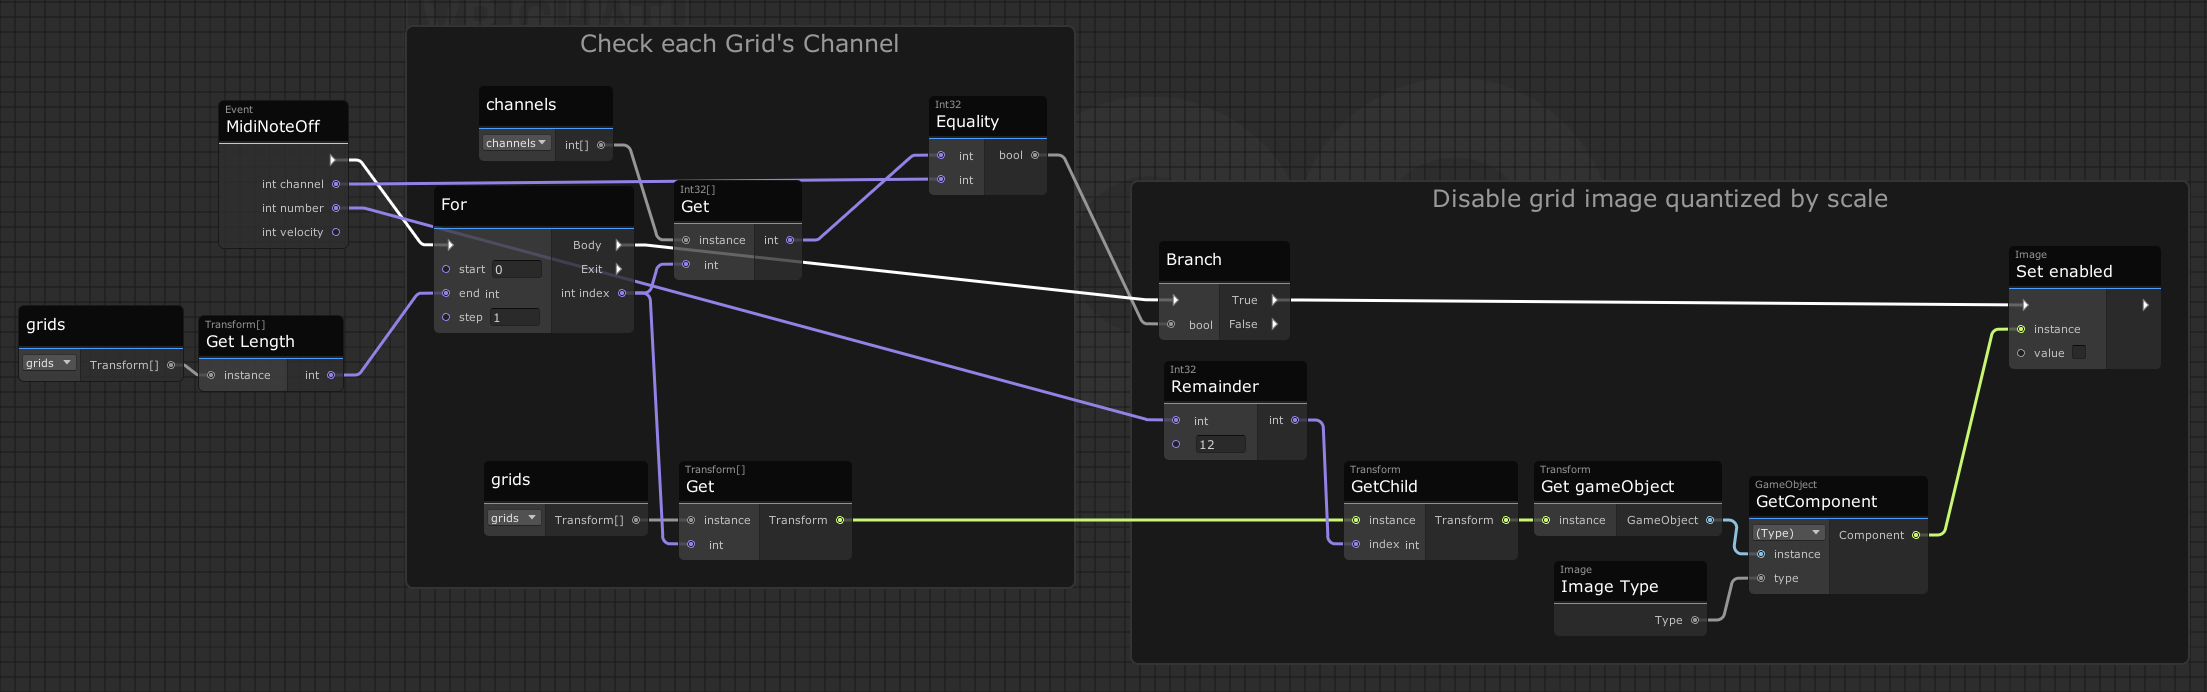 Check each Grid's Channel
Event
MidiNoteOff
int channel
int number
int velocity
channels
channels
int[]
Int32
Equality
int
bool
int
For
Body
start
0
Exit
end int
int index
step
1
Int32[]
Get
instance
int
int
grids
grids
Transform[]
Transform[]
Get Length
instance
int
grids
grids
Transform[]
Transform[]
Get
instance
Transform
int
Disable grid image quantized by scale
Branch
True
bool
False
Int32
Remainder
int
int
12
Transform
GetChild
instance
Transform
index int
Transform
Get gameObject
instance
GameObject
GameObject
GetComponent
(Type)
Component
instance
type
Image
Image Type
Type
Image
Set enabled
instance
value